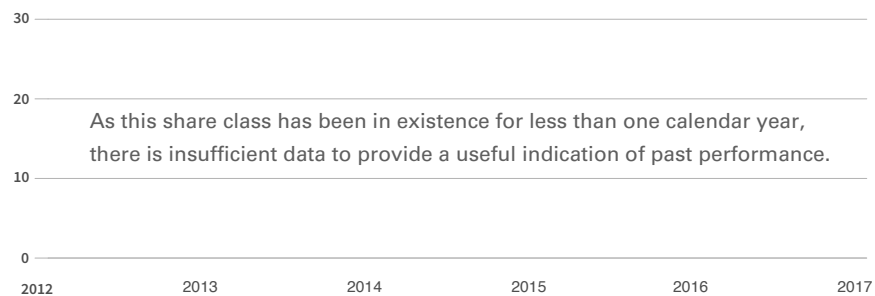 30
20
As this share class has been in existence for less than one calendar year,
there is insufficient data to provide a useful indication of past performance.
10
0
2012 2013 2014 2015 2016 2017